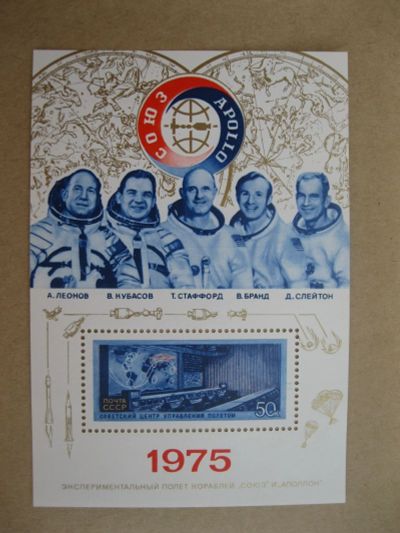 СОЮЗ
APOLLO
А. ЛЕОНОВ В. КУБАСОВ Т. СТАФФОРД В. БРАНД Д. СЛЕЙТОН
ПОЧТА
СССР
50к
СОВЕТСКИЙ ЦЕНТР УПРАВЛЕНИЯ ПОЛЕТОМ
1975
ЭКСПЕРИМЕНТАЛЬНЫЙ ПОЛЕТ КОРАБЛЕЙ „СОЮЗ" И „АПОЛЛОН"